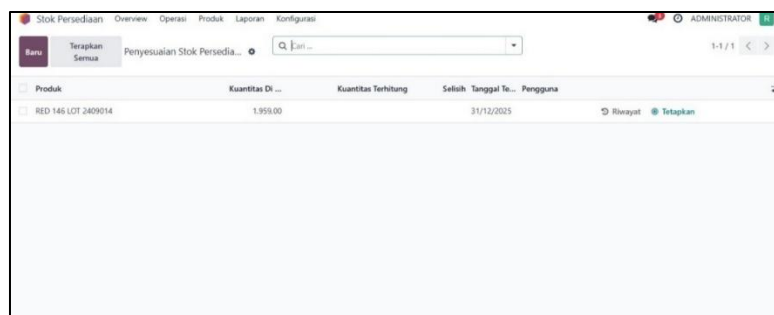 Stok Persediaan Overview Operasi Produk Laporan Konfigurasi ADMINISTRATOR R
Baru Terapkan Semua Penyesuaian Stok Persedia... Cari ... 1-1 / 1
Produk Kuantitas Di ... Kuantitas Terhitung Selisih Tanggal Te... Pengguna
RED 146 LOT 2409014 1.959.00 31/12/2025 Riwayat Tetapkan